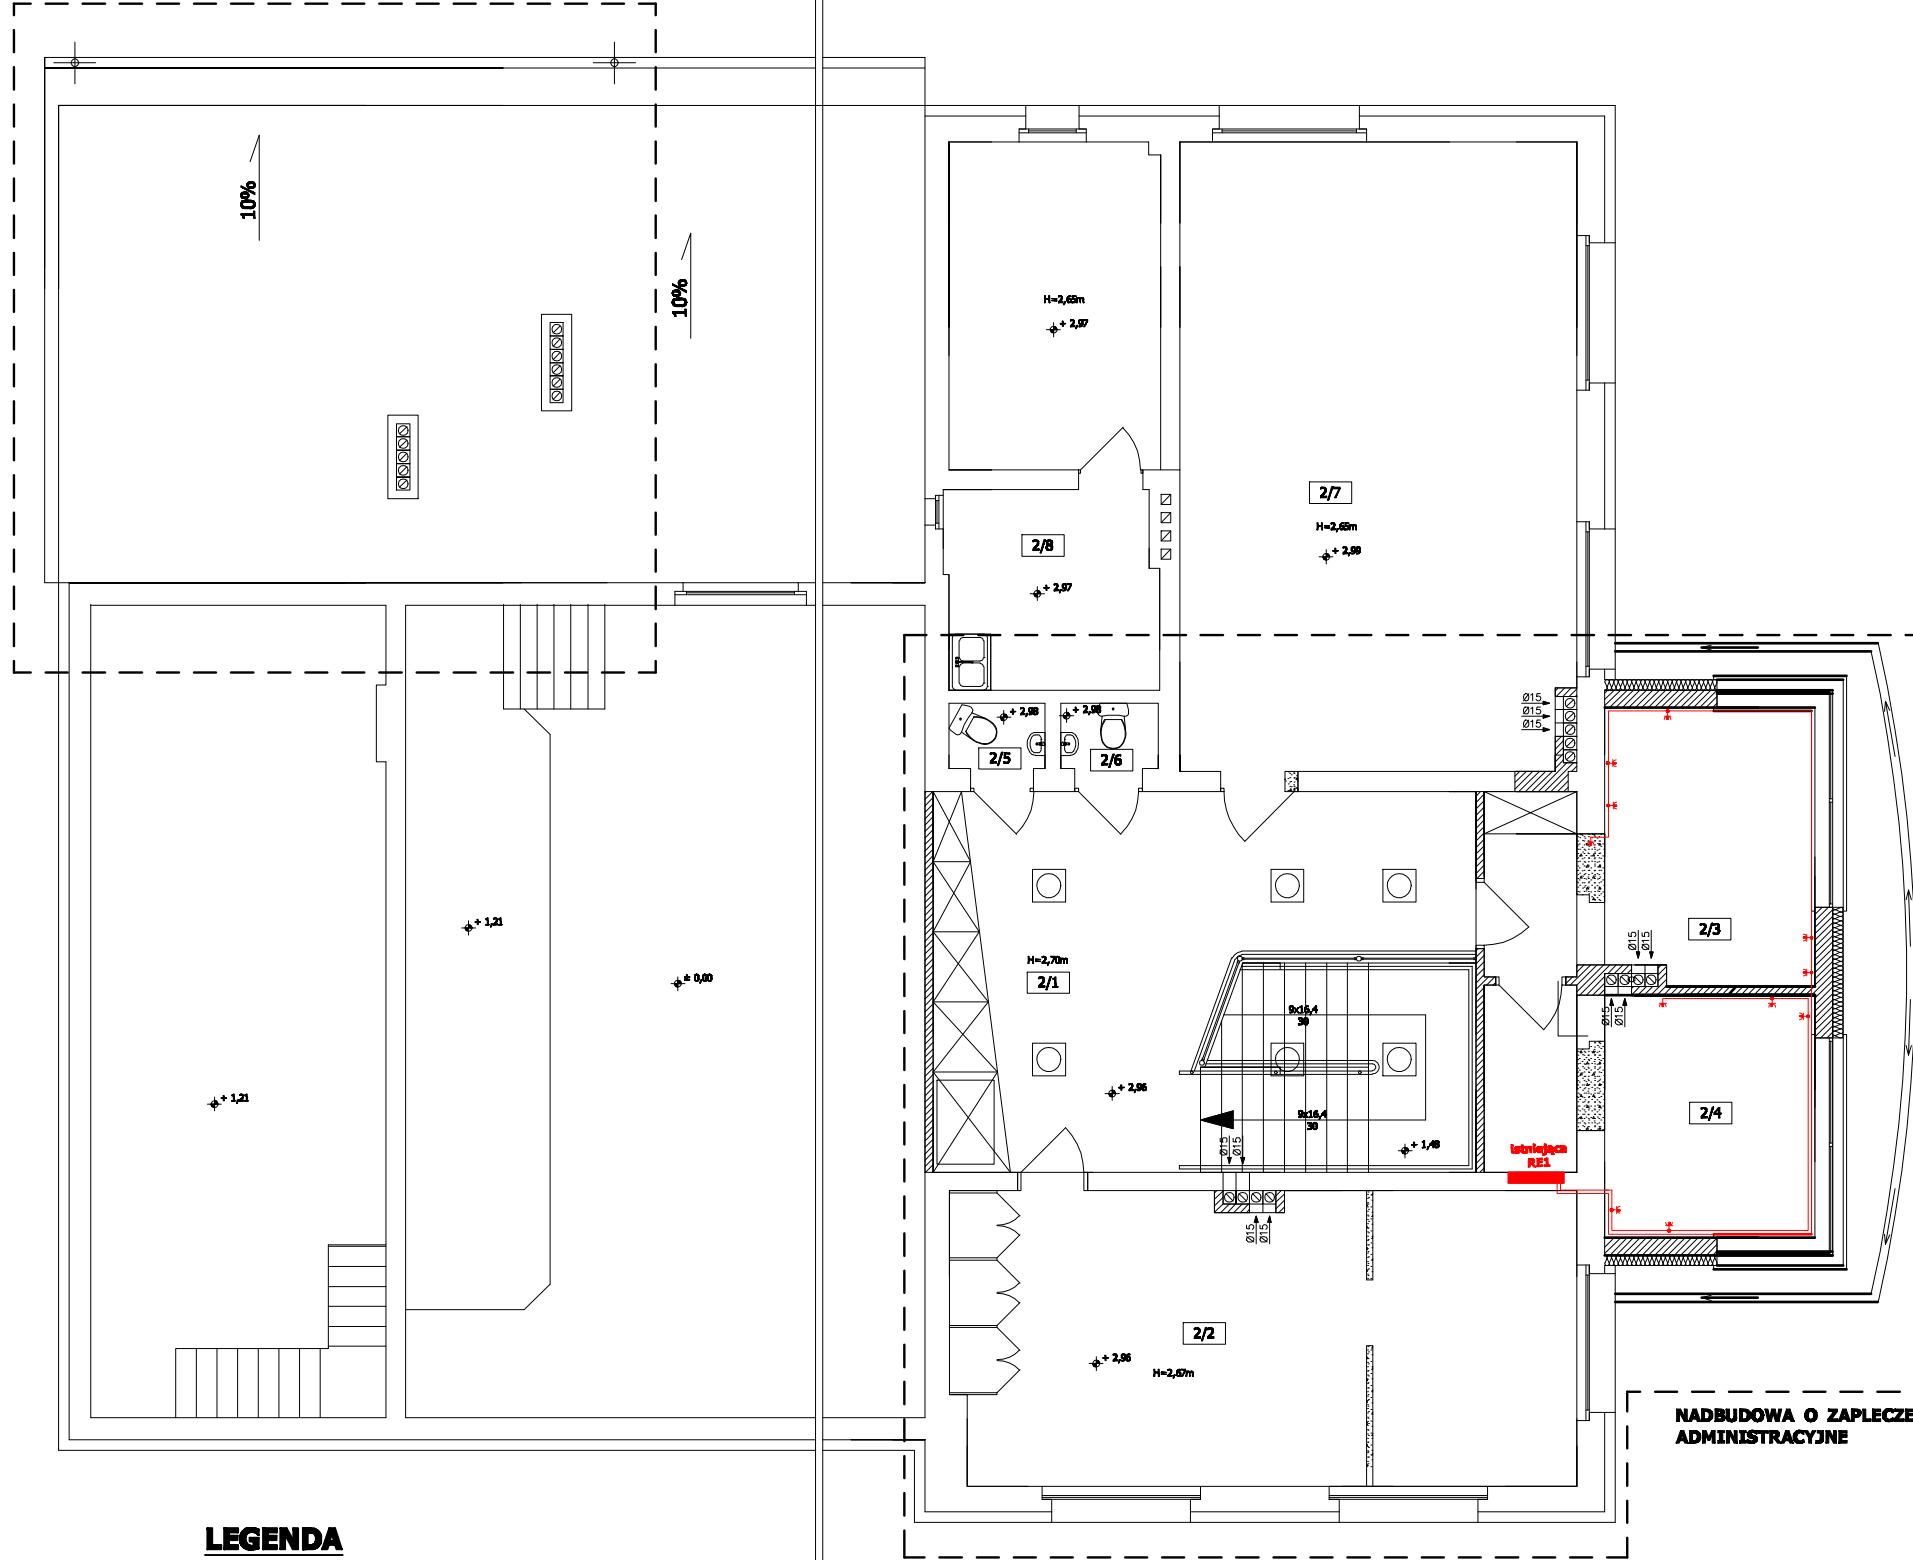 10%
10%
H=2,65m
+ 2,97
2/7
H=2,65m
+ 2,99
2/8
+ 2,97
+ 2,98
+ 2,98
2/5
2/6
Ø15
Ø15
Ø15
+ 1,21
± 0,00
H=2,70m
2/1
9x16,4
30
2/3
Ø15
Ø15
Ø15
Ø15
+ 1,21
+ 2,96
9x16,4
30
2/4
+ 1,48
Ø15
Ø15
istniejąca
RE1
Ø15
Ø15
2/2
+ 2,96
H=2,67m
NADBUDOWA O ZAPLECZE
ADMINISTRACYJNE
LEGENDA